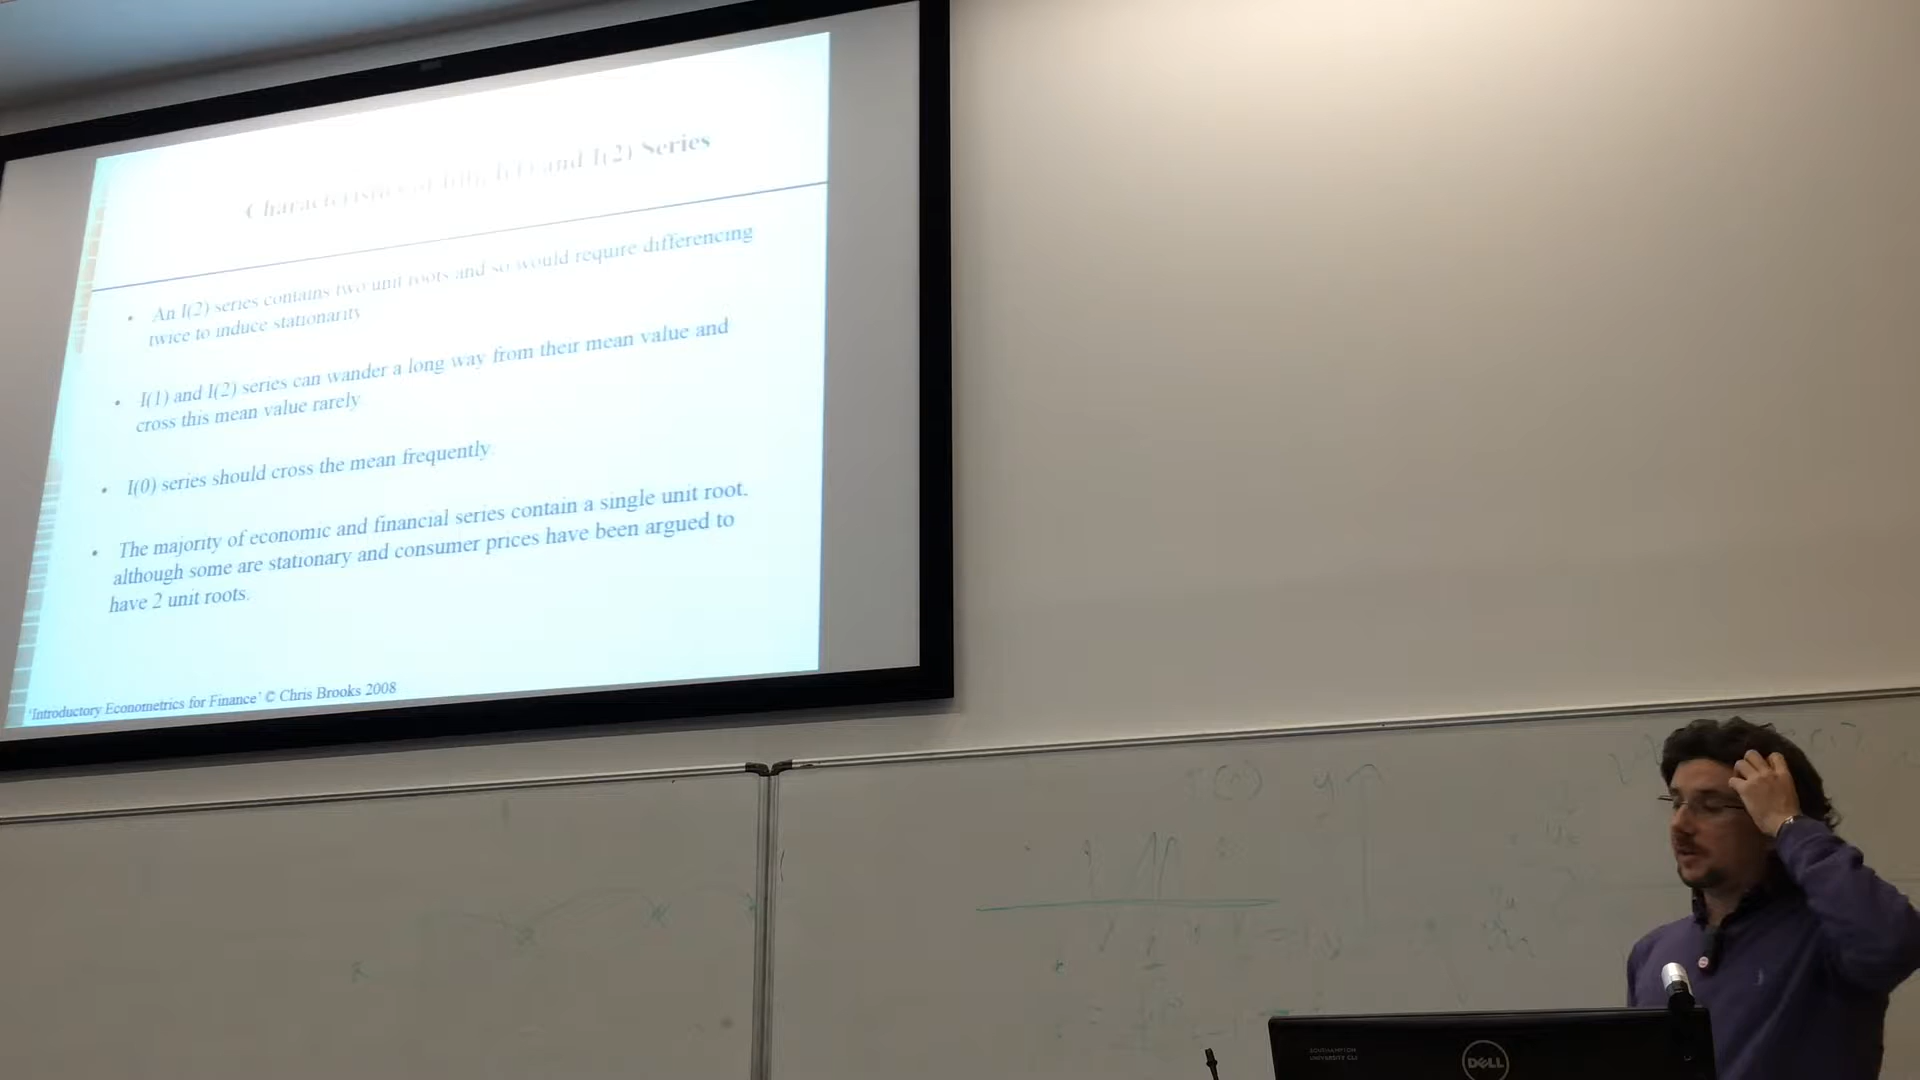 Characteristics of I(0), I(1) and I(2) Series
• An I(2) series contains two unit roots and so would require differencing
twice to induce stationarity.
• I(1) and I(2) series can wander a long way from their mean value and
cross this mean value rarely.
• I(0) series should cross the mean frequently.
• The majority of economic and financial series contain a single unit root,
although some are stationary and consumer prices have been argued to
have 2 unit roots.
'Introductory Econometrics for Finance' © Chris Brooks 2008
SOUTHAMPTON
UNIVERSITY CLS
DELL